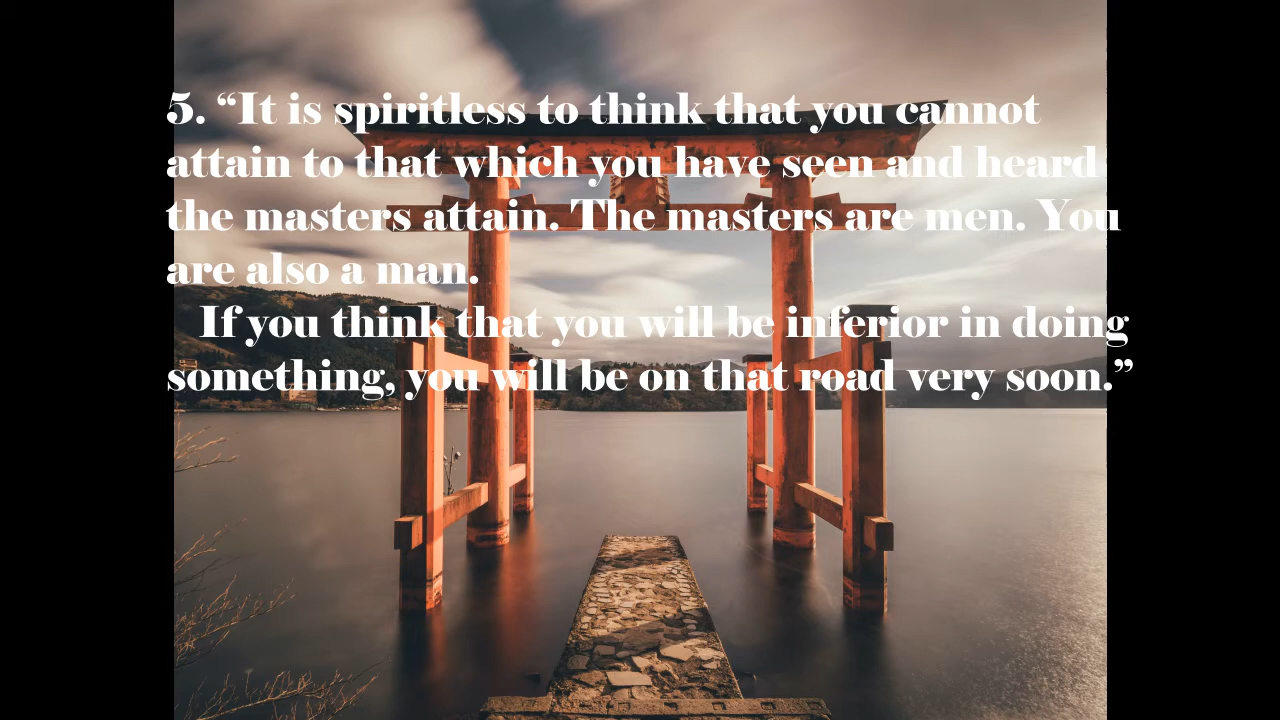 5. “It is spiritless to think that you cannot
attain to that which you have seen and heard
the masters attain. The masters are men. You
are also a man.
If you think that you will be inferior in doing
something, you will be on that road very soon.”